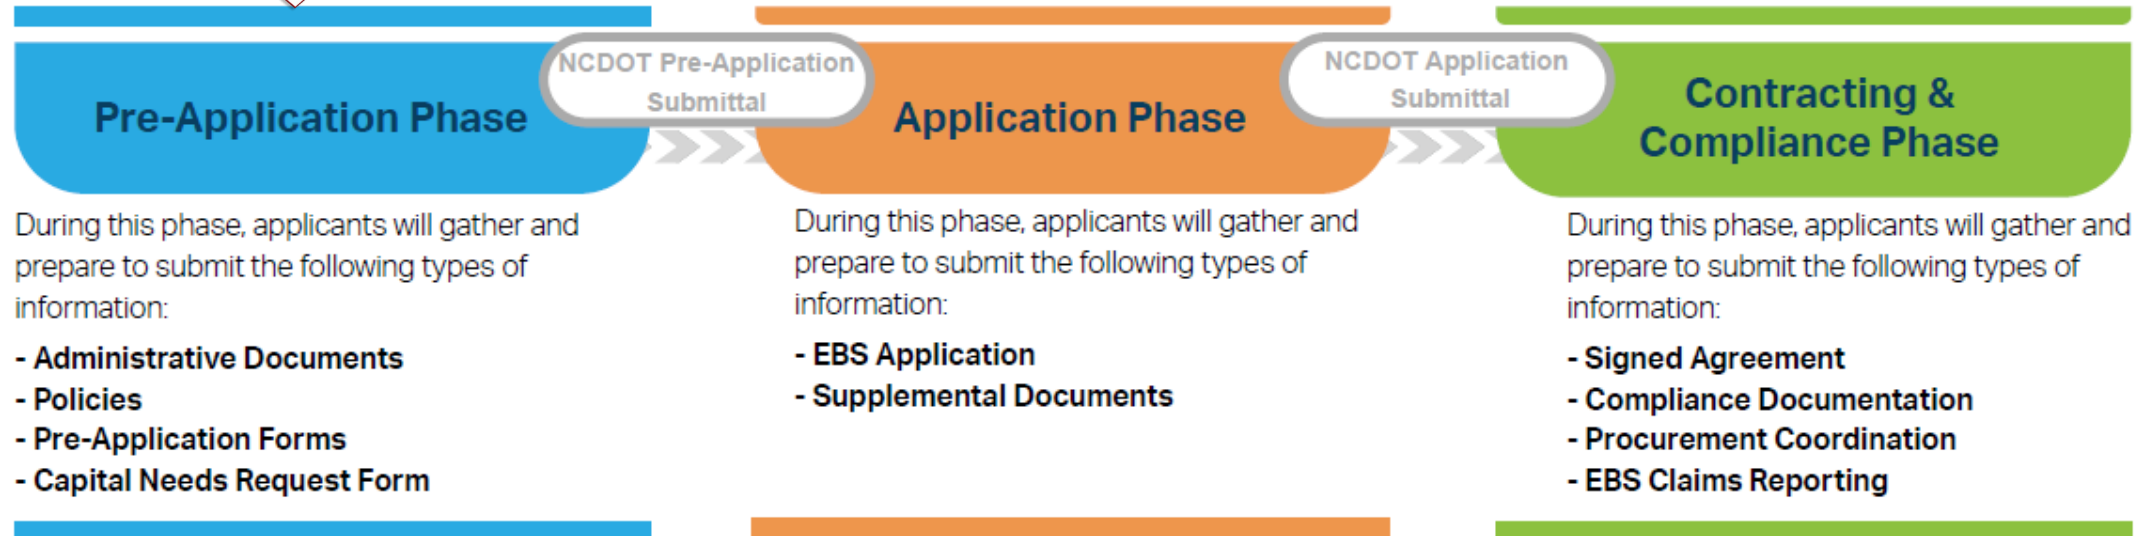 Pre-Application Phase
During this phase, applicants will gather and
prepare to submit the following types of
information:
- Administrative Documents
- Policies
- Pre-Application Forms
- Capital Needs Request Form
NCDOT Pre-Application
Submittal
Application Phase
During this phase, applicants will gather and
prepare to submit the following types of
information:
- EBS Application
- Supplemental Documents
NCDOT Application
Submittal
Contracting &
Compliance Phase
During this phase, applicants will gather and
prepare to submit the following types of
information:
- Signed Agreement
- Compliance Documentation
- Procurement Coordination
- EBS Claims Reporting